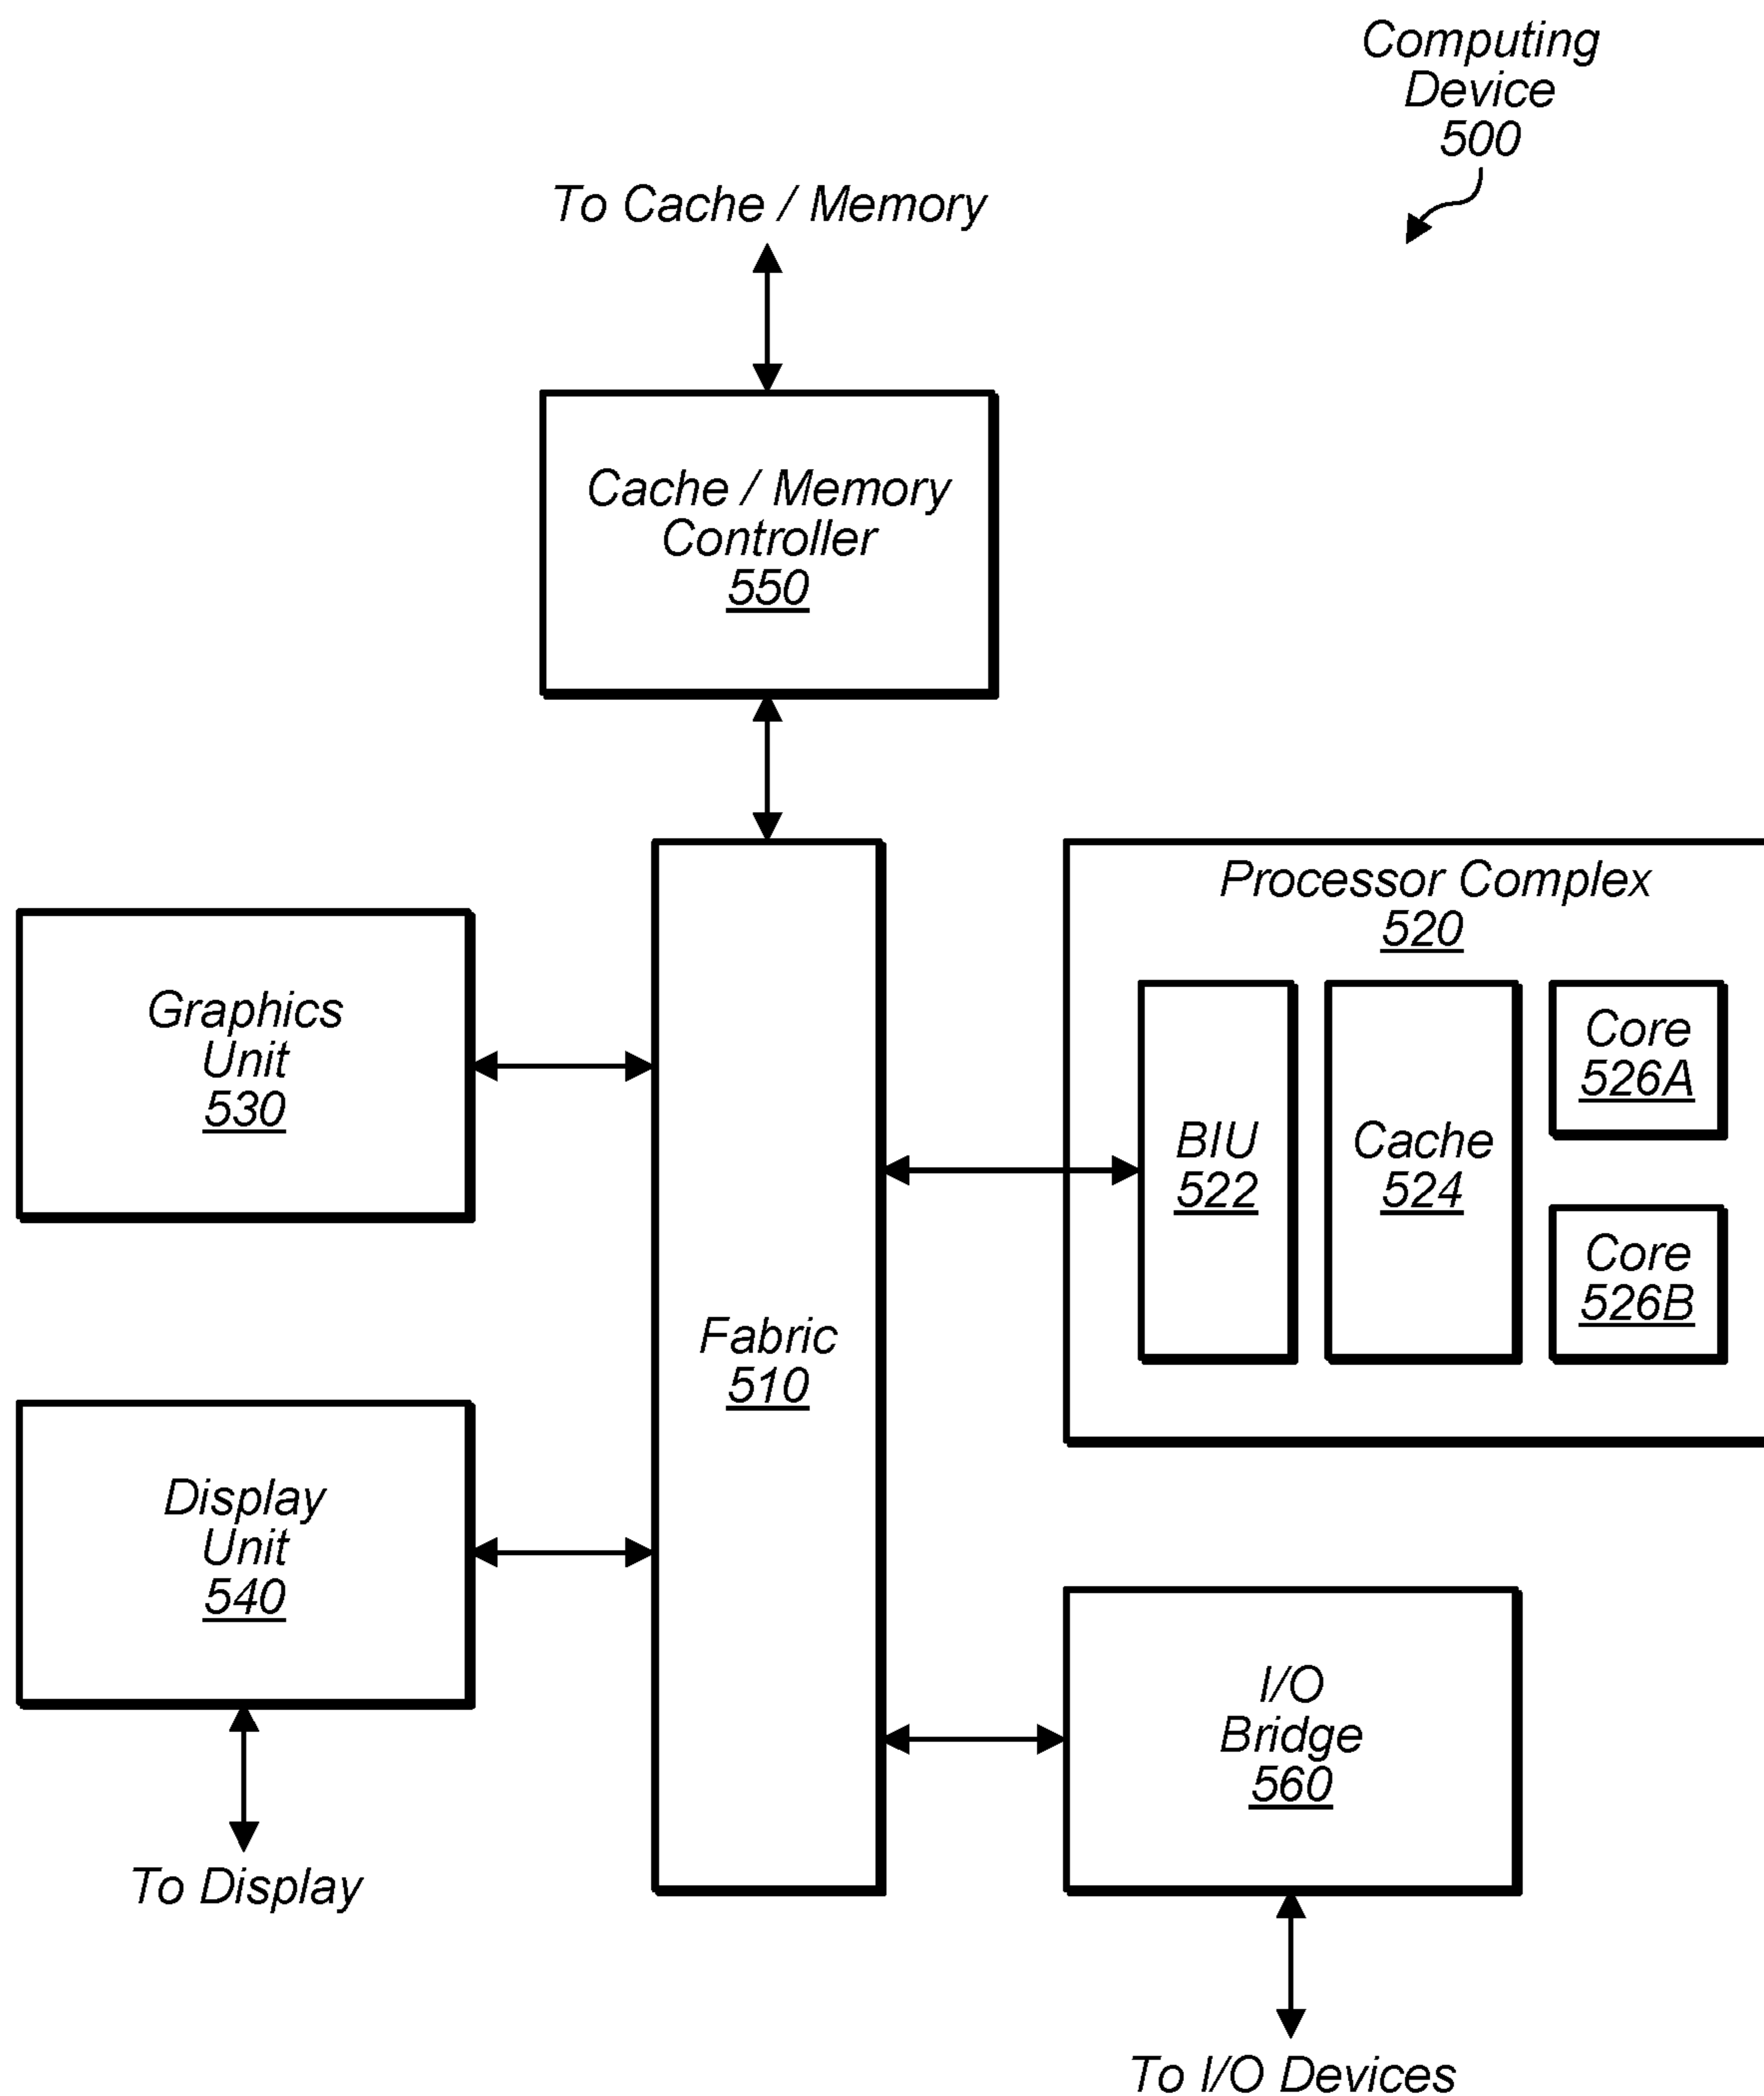 Computing
Device
500
To Cache / Memory
Cache / Memory
Controller
550
Processor Complex
520
Graphics
Unit
530
BIU
522
Cache
524
Core
526A
Core
526B
Fabric
510
Display
Unit
540
I/O
Bridge
560
To Display
To I/O Devices